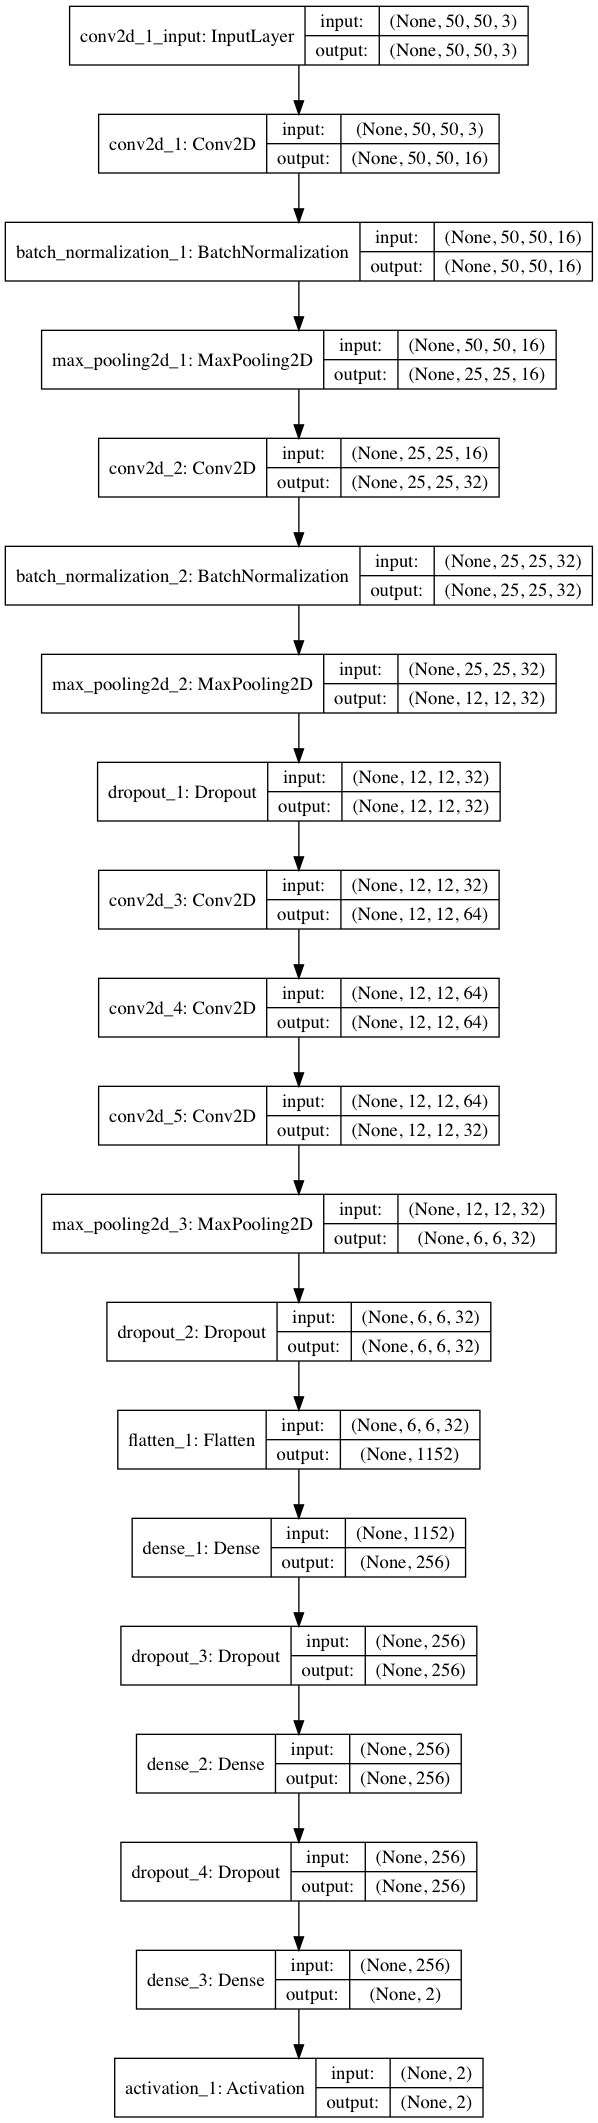 conv2d_1_input: InputLayer
input: (None, 50, 50, 3)
output: (None, 50, 50, 3)
conv2d_1: Conv2D
input: (None, 50, 50, 3)
output: (None, 50, 50, 16)
batch_normalization_1: BatchNormalization
input: (None, 50, 50, 16)
output: (None, 50, 50, 16)
max_pooling2d_1: MaxPooling2D
input: (None, 50, 50, 16)
output: (None, 25, 25, 16)
conv2d_2: Conv2D
input: (None, 25, 25, 16)
output: (None, 25, 25, 32)
batch_normalization_2: BatchNormalization
input: (None, 25, 25, 32)
output: (None, 25, 25, 32)
max_pooling2d_2: MaxPooling2D
input: (None, 25, 25, 32)
output: (None, 12, 12, 32)
dropout_1: Dropout
input: (None, 12, 12, 32)
output: (None, 12, 12, 32)
conv2d_3: Conv2D
input: (None, 12, 12, 32)
output: (None, 12, 12, 64)
conv2d_4: Conv2D
input: (None, 12, 12, 64)
output: (None, 12, 12, 64)
conv2d_5: Conv2D
input: (None, 12, 12, 64)
output: (None, 12, 12, 32)
max_pooling2d_3: MaxPooling2D
input: (None, 12, 12, 32)
output: (None, 6, 6, 32)
dropout_2: Dropout
input: (None, 6, 6, 32)
output: (None, 6, 6, 32)
flatten_1: Flatten
input: (None, 6, 6, 32)
output: (None, 1152)
dense_1: Dense
input: (None, 1152)
output: (None, 256)
dropout_3: Dropout
input: (None, 256)
output: (None, 256)
dense_2: Dense
input: (None, 256)
output: (None, 256)
dropout_4: Dropout
input: (None, 256)
output: (None, 256)
dense_3: Dense
input: (None, 256)
output: (None, 2)
activation_1: Activation
input: (None, 2)
output: (None, 2)